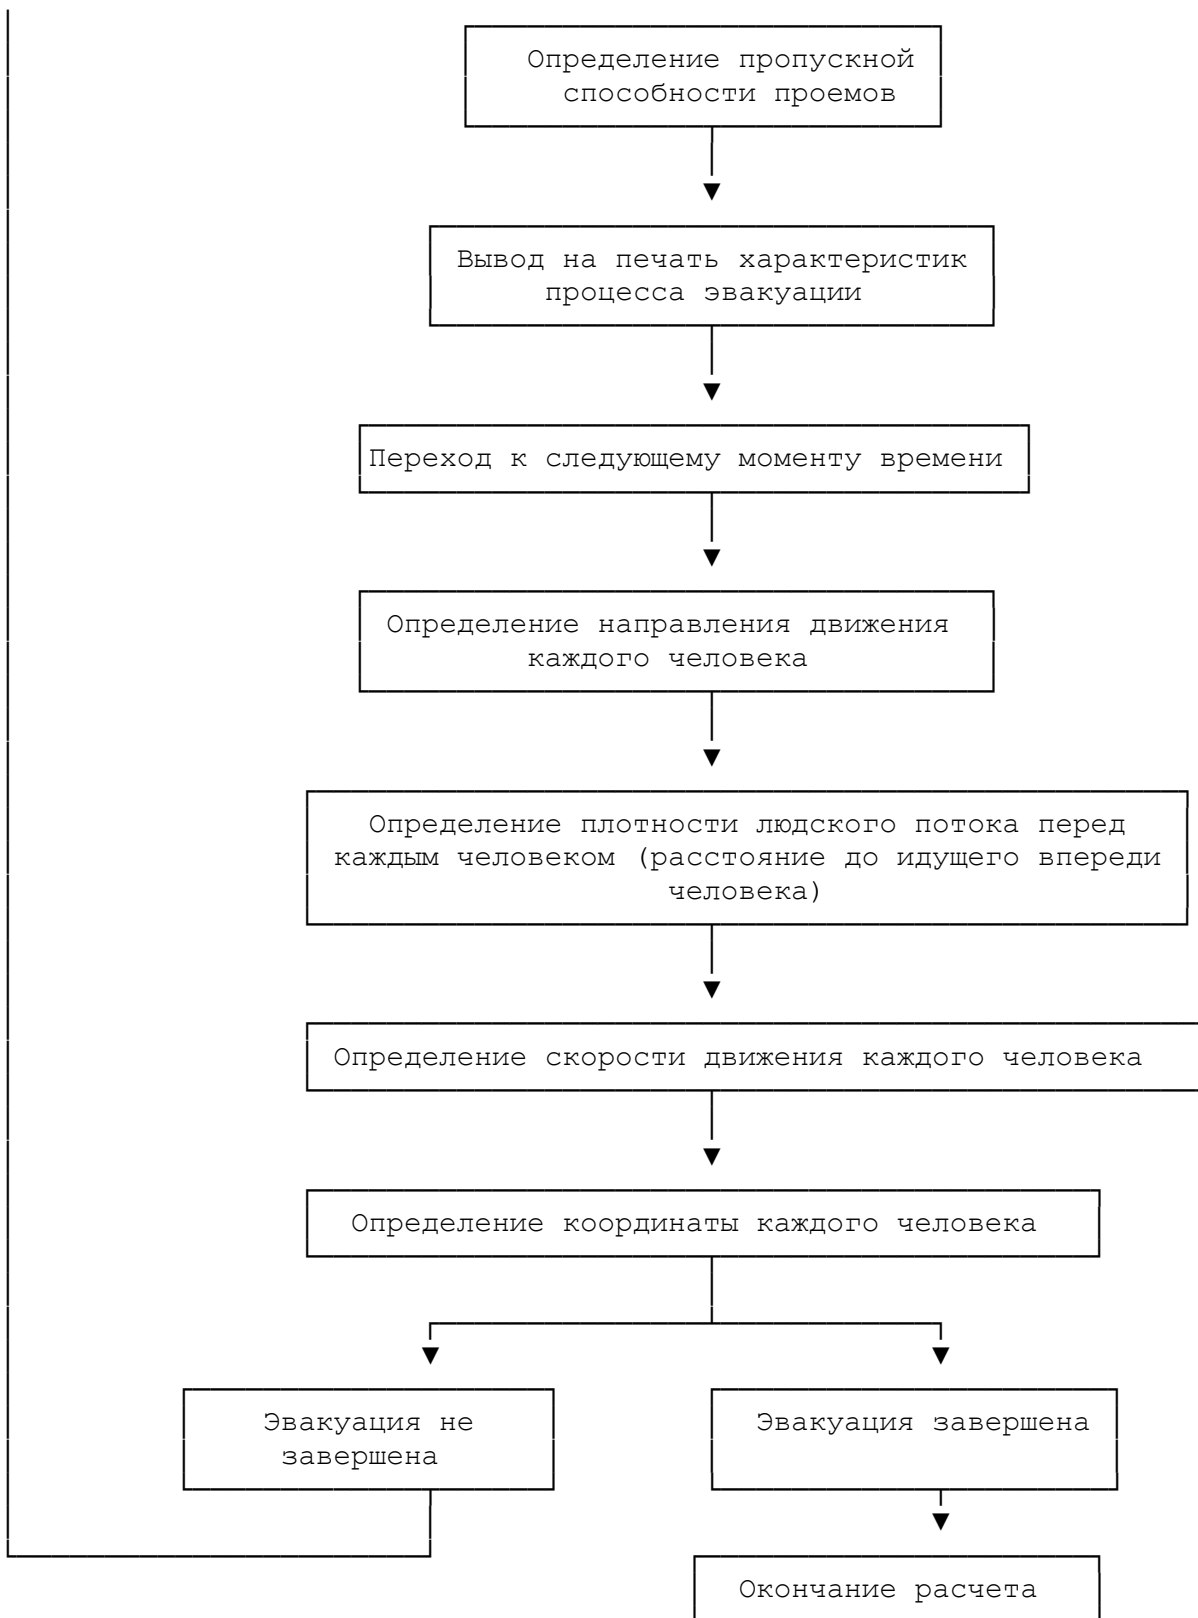 Определение пропускной
способности проемов
Вывод на печать характеристик
процесса эвакуации
Переход к следующему моменту времени
Определение направления движения
каждого человека
Определение плотности людского потока перед
каждым человеком (расстояние до идущего впереди
человека)
Определение скорости движения каждого человека
Определение координаты каждого человека
Эвакуация не
завершена
Эвакуация завершена
Окончание расчета